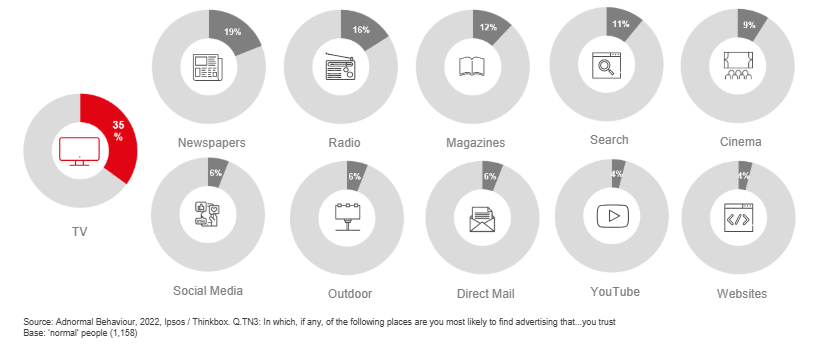 19%
16%
12%
11%
9%
Newspapers
Radio
Magazines
Search
Cinema
35
%
TV
6%
6%
6%
4%
4%
Social Media
Outdoor
Direct Mail
YouTube
Websites
Source: Adnormal Behaviour, 2022, Ipsos / Thinkbox. Q.TN3: In which, if any, of the following places are you most likely to find advertising that...you trust
Base: 'normal' people (1,158)